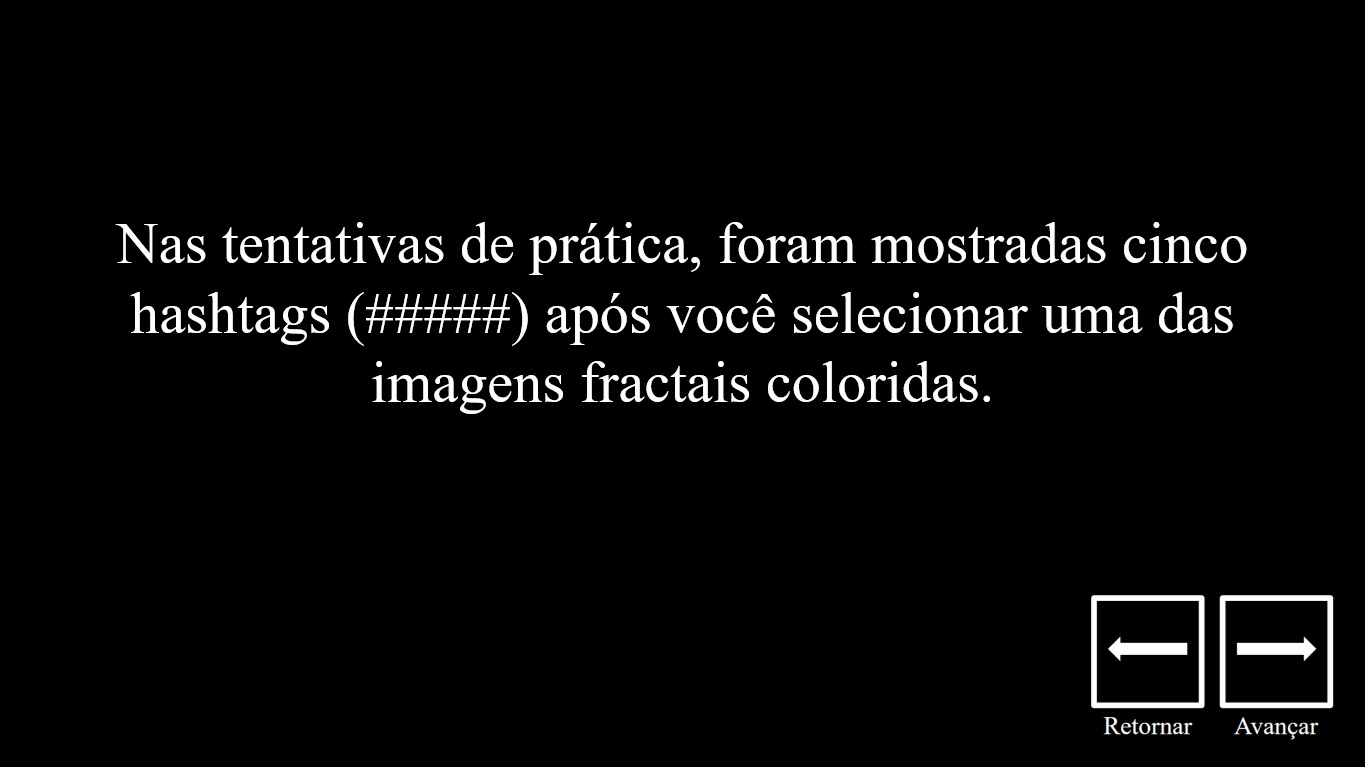 Nas tentativas de prática, foram mostradas cinco
hashtags (#####) após você selecionar uma das
imagens fractais coloridas.
Retornar
Avançar